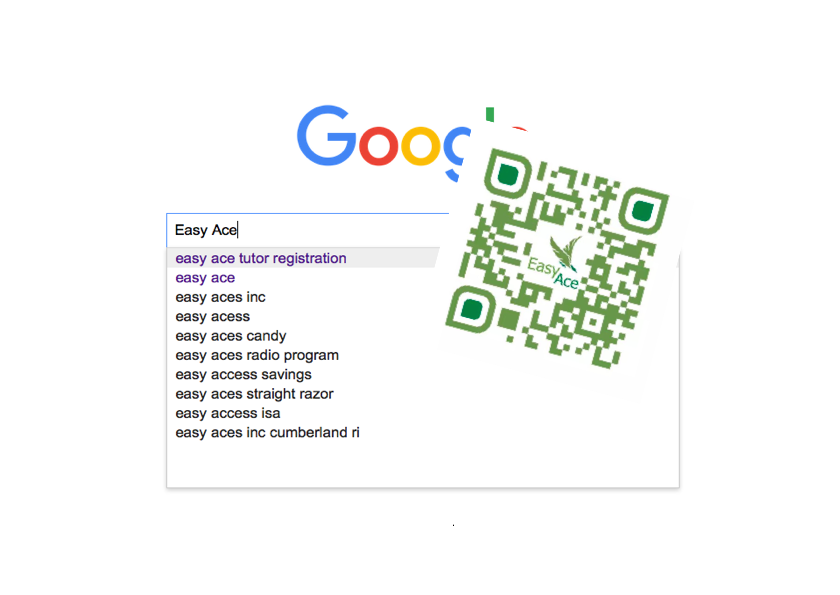 Goog
Easy Ace
easy ace tutor registration
easy ace
easy aces inc
easy acess
easy aces candy
easy aces radio program
easy access savings
easy aces straight razor
easy access isa
easy aces inc cumberland ri
Easy
Ace